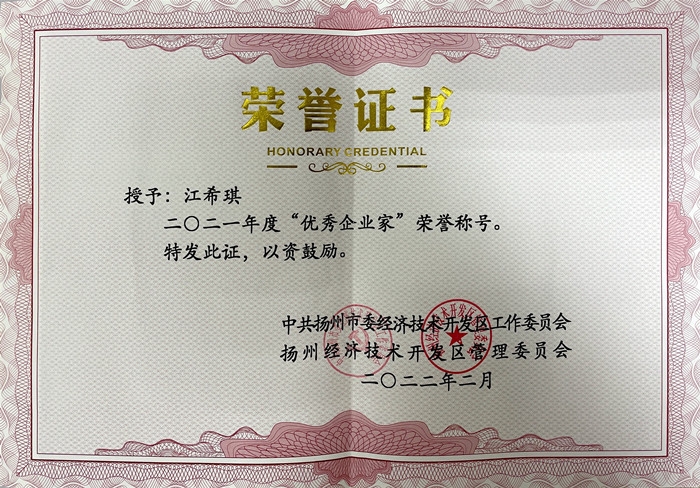 荣誉证书
HONORARY CREDENTIAL
授予：江希琪
二〇二一年度“优秀企业家”荣誉称号。
特发此证，以资鼓励。
中共扬州市委经济技术开发区工作委员会
扬州经济技术开发区管理委员会
二〇二二年二月